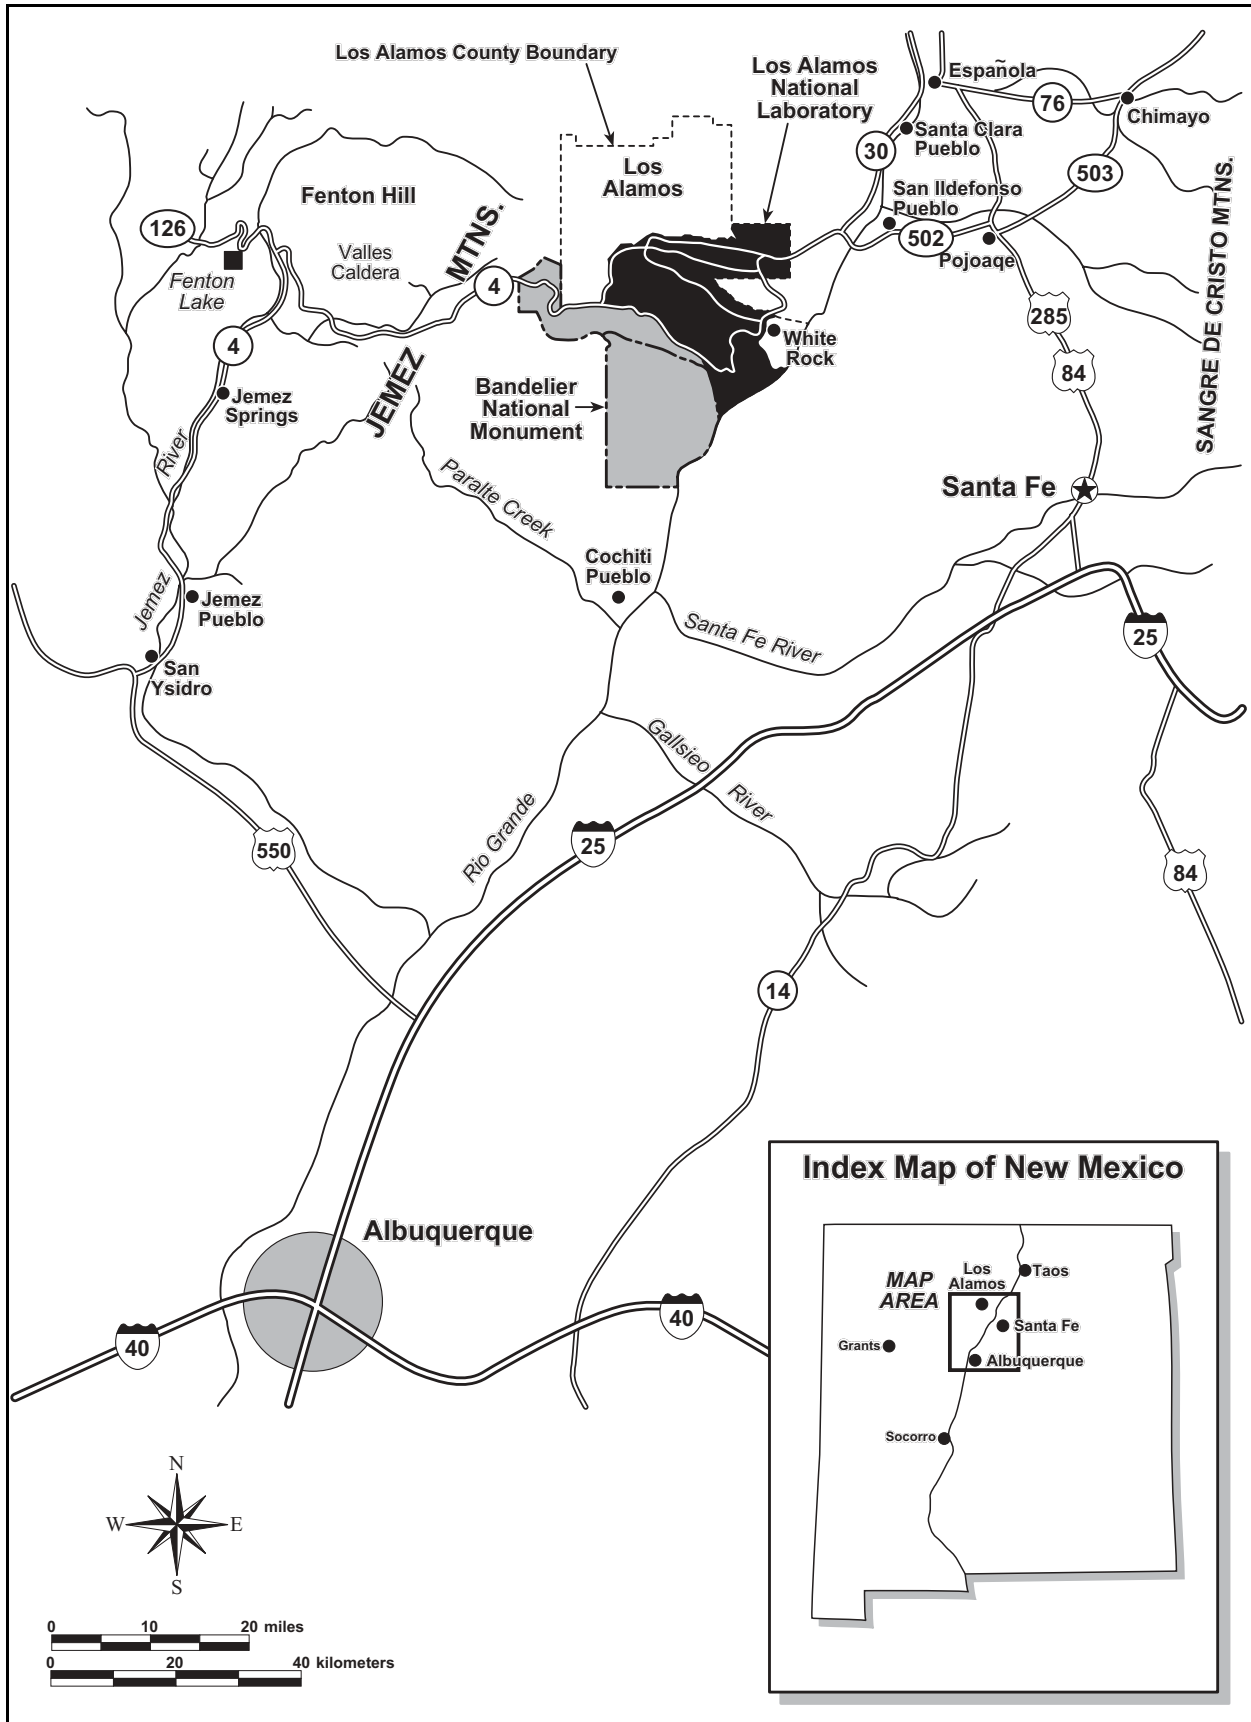 Los Alamos County Boundary
Los Alamos
National
Laboratory
Española
76
Chimayo
Santa Clara
Pueblo
30
Los
Alamos
503
San Ildefonso
Pueblo
Fenton Hill
126
502
Pojoaqe
Valles
Caldera
MTNS.
Fenton
Lake
4
SANGRE DE CRISTO MTNS.
285
4
White
Rock
84
JEMEZ
Jemez
Springs
Bandelier
National
Monument
River
Paralte Creek
Santa Fe
Cochiti
Pueblo
Jemez
Jemez
Pueblo
Santa Fe River
25
San
Ysidro
Gallsieo
River
Rio Grande
550
25
84
14
Albuquerque
40
40
Index Map of New Mexico
MAP
AREA
Los
Alamos
Taos
Santa Fe
Grants
Albuquerque
Socorro
N
W
E
S
0 10 20 miles
0 20 40 kilometers